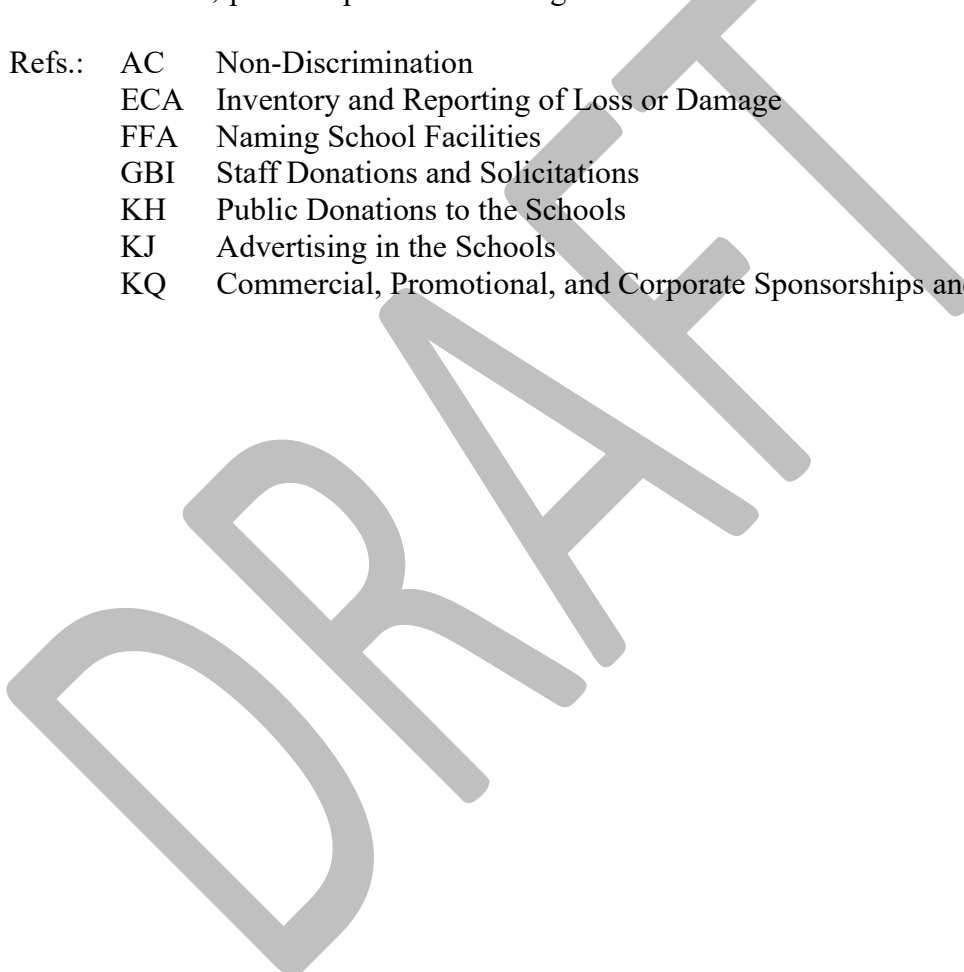 Refs.: AC Non-Discrimination
ECA Inventory and Reporting of Loss or Damage
FFA Naming School Facilities
GBI Staff Donations and Solicitations
KH Public Donations to the Schools
KJ Advertising in the Schools
KQ Commercial, Promotional, and Corporate Sponsorships and
DRAFT